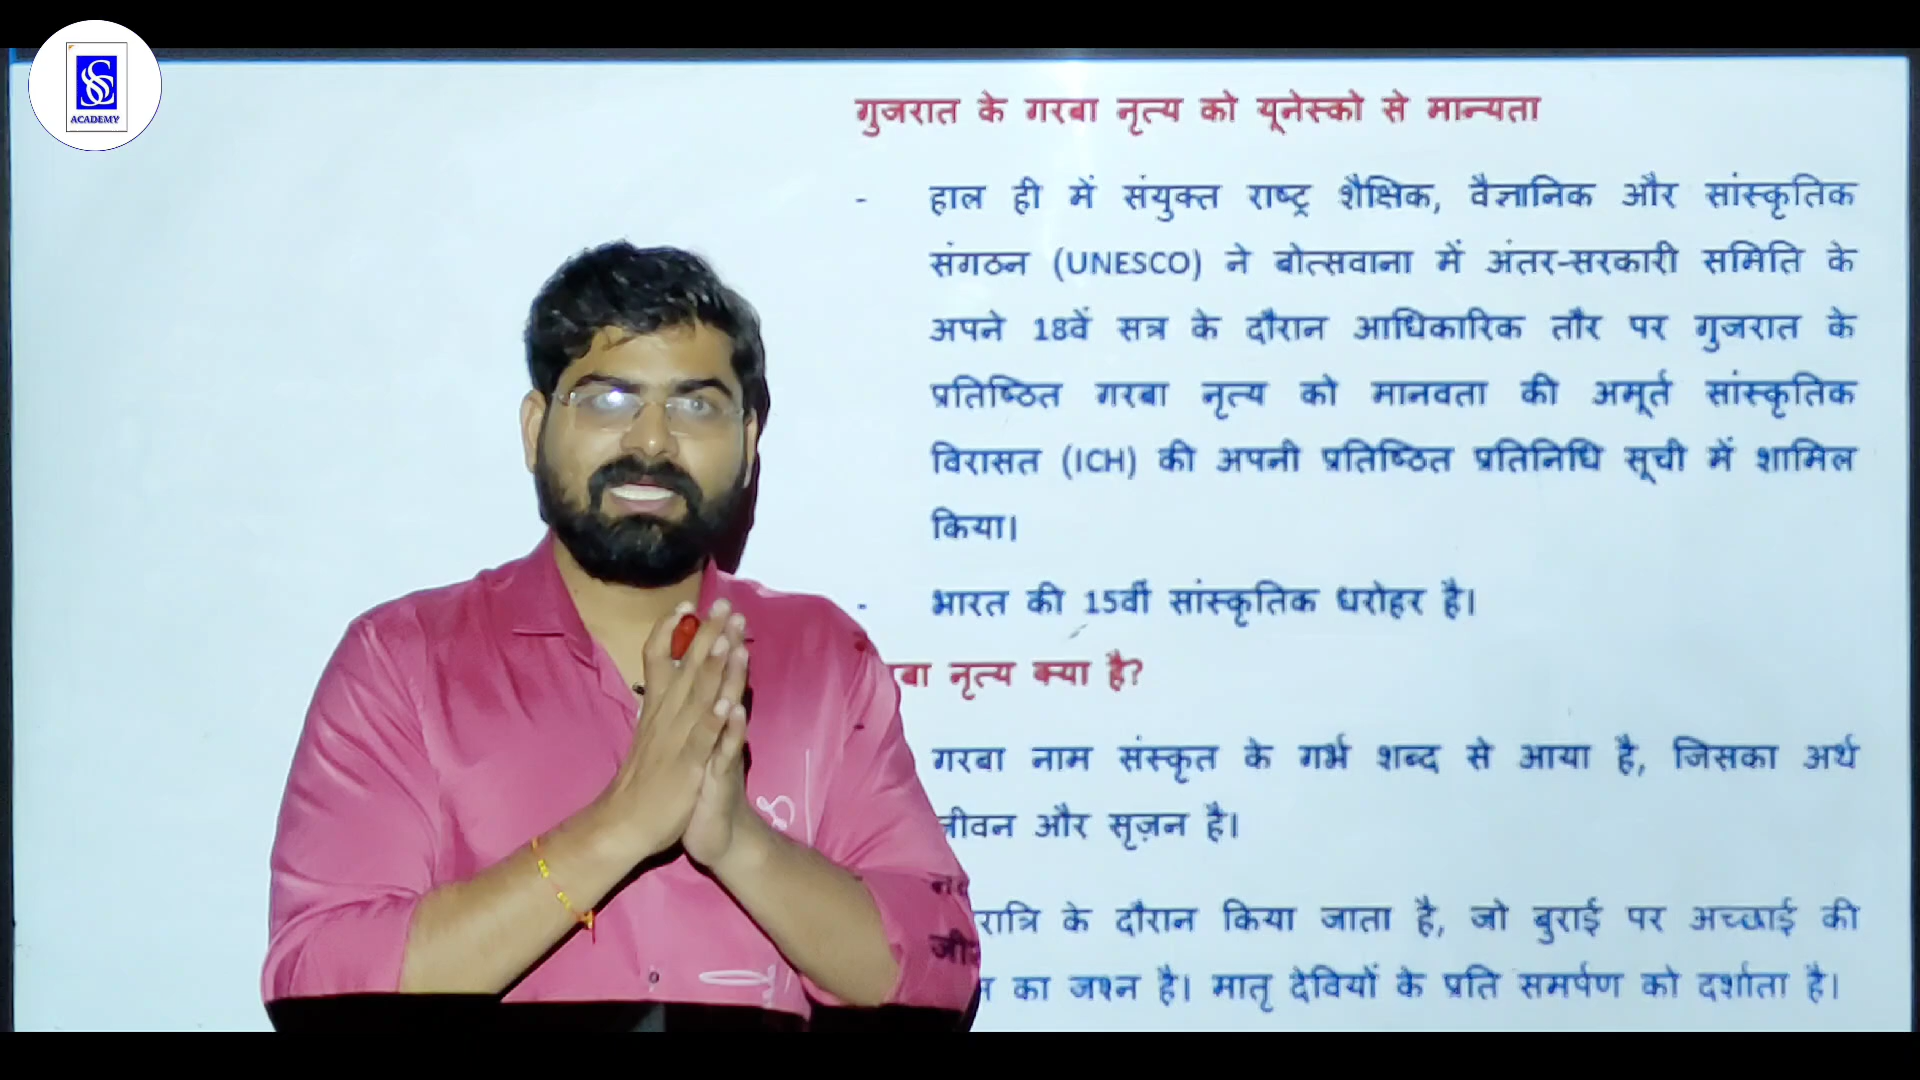 ACADEMY
गुजरात के गरबा नृत्य को यूनेस्को से मान्यता
- हाल ही में संयुक्त राष्ट्र शैक्षिक, वैज्ञानिक और सांस्कृतिक
संगठन (UNESCO) ने बोत्सवाना में अंतर-सरकारी समिति के
अपने 18वें सत्र के दौरान आधिकारिक तौर पर गुजरात के
प्रतिष्ठित गरबा नृत्य को मानवता की अमूर्त सांस्कृतिक
विरासत (ICH) की अपनी प्रतिष्ठित प्रतिनिधि सूची में शामिल
किया।
- भारत की 15वीं सांस्कृतिक धरोहर है।
नृत्य क्या है?
गरबा नाम संस्कृत के गर्भ शब्द से आया है, जिसका अर्थ
जीवन और सृज़न है।
रात्रि के दौरान किया जाता है, जो बुराई पर अच्छाई की
का जश्न है। मातृ देवियों के प्रति समर्पण को दर्शाता है।